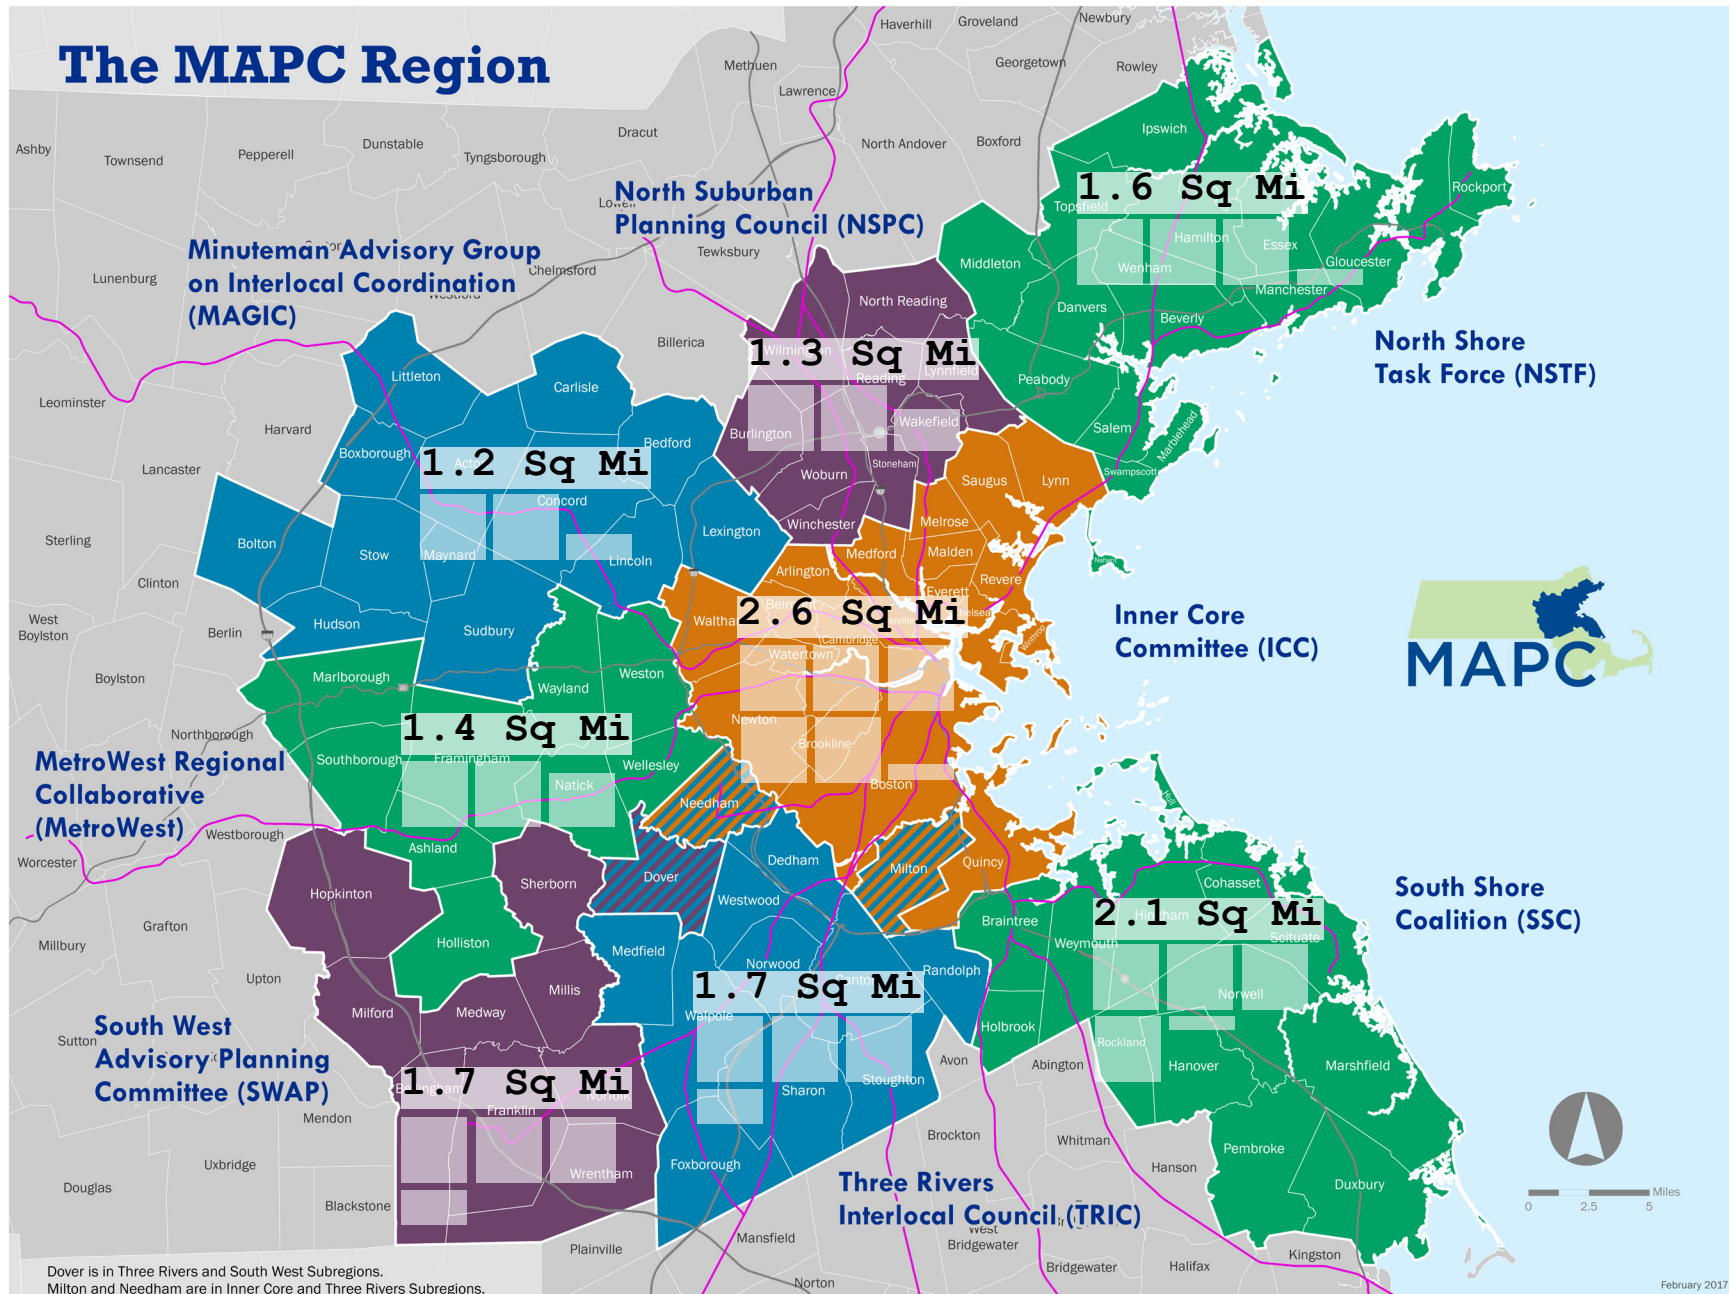 The MAPC Region
Haverhill
Groveland
Newbury
Methuen
Georgetown
Rowley
Lawrence
Ashby
Townsend
Pepperell
Dunstable
Tyngsborough
Dracut
North Andover
Boxford
Ipswich
Rockport
1.6 Sq Mi
Topsfield
Hamilton
Essex
Gloucester
Wenham
Manchester
Middleton
Danvers
Beverly
North Suburban
Planning Council (NSPC)
Tewksbury
Minuteman Advisory Group
on Interlocal Coordination
(MAGIC)
Chelmsford
Lunenburg
Billerica
North Reading
Wilmington
1.3 Sq Mi
Reading
Lynnfield
Burlington
Wakefield
Woburn
Stoneham
Winchester
Peabody
Salem
Marblehead
Swampscott
North Shore
Task Force (NSTF)
Leominster
Harvard
Lancaster
Littleton
Carlisle
Boxborough
Bedford
1.2 Sq Mi
Concord
Sterling
Bolton
Stow
Maynard
Lincoln
Lexington
Clinton
West
Boylston
Berlin
Hudson
Sudbury
Saugus
Lynn
Melrose
Medford
Malden
Nahant
Arlington
Revere
Everett
2.6 Sq Mi
Cambridge
Winthrop
Watertown
Newton
Brookline
Boston
Inner Core
Committee (ICC)
MAPC
Boylston
Marlborough
Wayland
Weston
Northborough
1.4 Sq Mi
Southborough
Framingham
Wellesley
Natick
MetroWest Regional
Collaborative
(MetroWest)
Westborough
Worcester
Ashland
Needham
Hopkinton
Sherborn
Dover
Dedham
Milton
Quincy
Westwood
Grafton
Millbury
Holliston
Medfield
Norwood
Randolph
Braintree
Weymouth
Cohasset
Hull
2.1 Sq Mi
Hingham
Scituate
Norwell
South Shore
Coalition (SSC)
Upton
Millis
Milford
Medway
1.7 Sq Mi
Canton
Walpole
Holbrook
Rockland
Hanover
Marshfield
Sutton
South West
Advisory Planning
Committee (SWAP)
1.7 Sq Mi
Bellingham
Norfolk
Franklin
Wrentham
Sharon
Stoughton
Avon
Abington
Mendon
Uxbridge
Douglas
Blackstone
Foxborough
Brockton
Whitman
Hanson
Pembroke
Duxbury
Three Rivers
Interlocal Council (TRIC)
West
Bridgewater
Plainville
Mansfield
Norton
Bridgewater
Halifax
Kingston
Miles
0 2.5 5
Dover is in Three Rivers and South West Subregions.
Milton and Needham are in Inner Core and Three Rivers Subregions.
February 2017